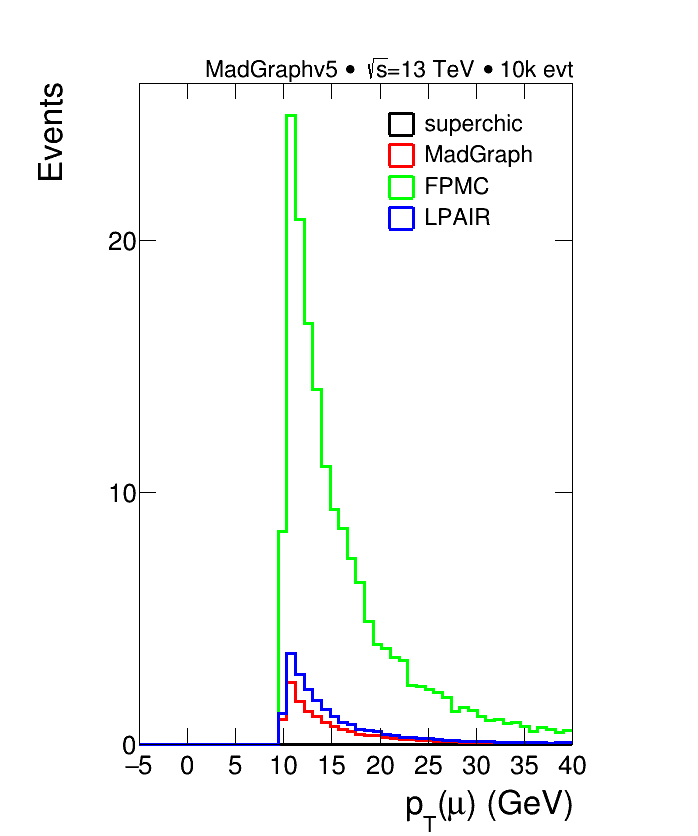 MadGraphv5 • √s=13 TeV • 10k evt
Events
superchic
MadGraph
FPMC
LPAIR
20
10
0
−5 0 5 10 15 20 25 30 35 40
p_T(μ) (GeV)